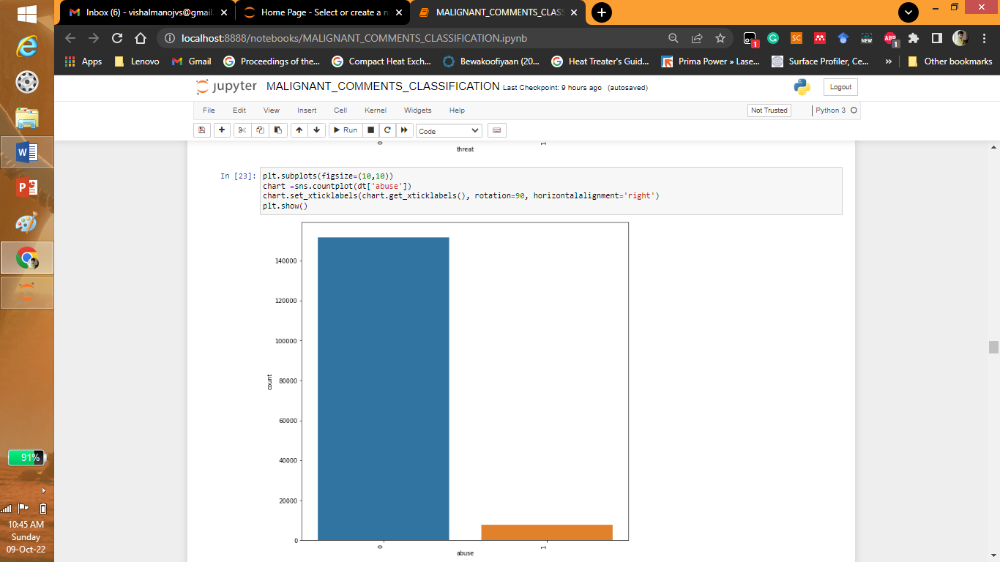 Inbox (6) - vishalmanojvs@gmail.
Home Page - Select or create a n
MALIGNANT_COMMENTS_CLASS
localhost:8888/notebooks/MALIGNANT_COMMENTS_CLASSIFICATION.ipynb
1
SC
NEW
ABP
1
Apps
Lenovo
Gmail
Proceedings of the...
Compact Heat Exch...
Bewakoofiyaan (20...
Heat Treater's Guid...
Prima Power » Lase...
Surface Profiler, Ce...
»
Other bookmarks
jupyter
MALIGNANT_COMMENTS_CLASSIFICATION Last Checkpoint: 9 hours ago (autosaved)
Logout
File Edit View Insert Cell Kernel Widgets Help
Not Trusted
Python 3
Run
Code
0 1
threat
In [23]:
plt.subplots(figsize=(10,10))
chart =sns.countplot(dt['abuse'])
chart.set_xticklabels(chart.get_xticklabels(), rotation=90, horizontalalignment='right')
plt.show()
140000
120000
100000
80000
60000
40000
20000
0
count
0 1
abuse
91%
10:45 AM
Sunday
09-Oct-22